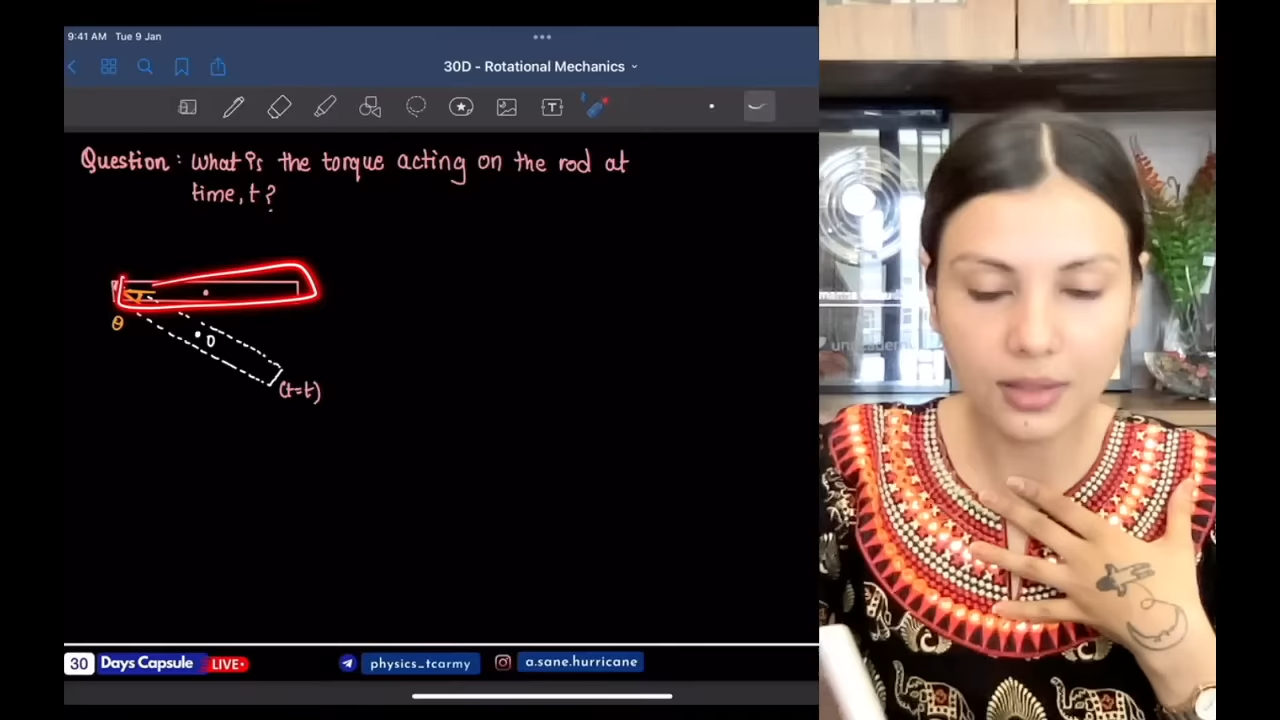 9:41 AM Tue 9 Jan
30D - Rotational Mechanics
T
Question: What is the torque acting on the rod at
time, t?
θ
(t=t)
30 Days Capsule LIVE
physics_tcarmy
a.sane.hurricane